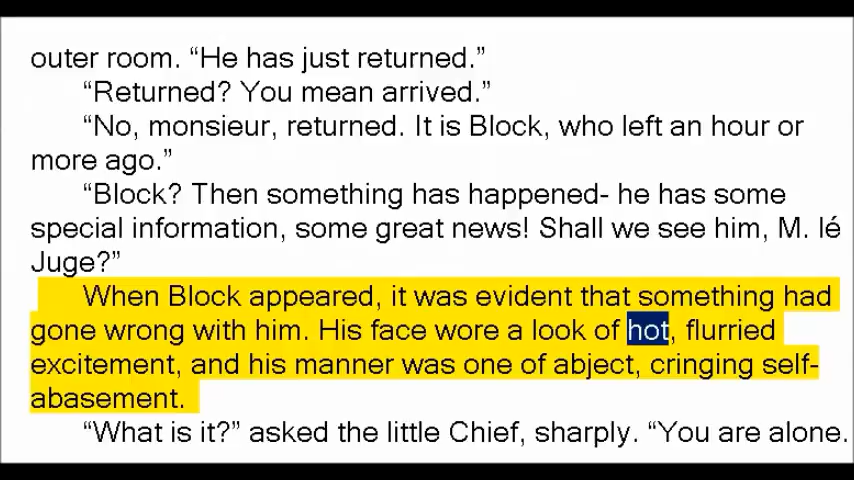 outer room. “He has just returned.”
“Returned? You mean arrived.”
“No, monsieur, returned. It is Block, who left an hour or
more ago.”
“Block? Then something has happened- he has some
special information, some great news! Shall we see him, M. lé
Juge?”
When Block appeared, it was evident that something had
gone wrong with him. His face wore a look of hot, flurried
excitement, and his manner was one of abject, cringing self-
abasement.
“What is it?” asked the little Chief, sharply. “You are alone.